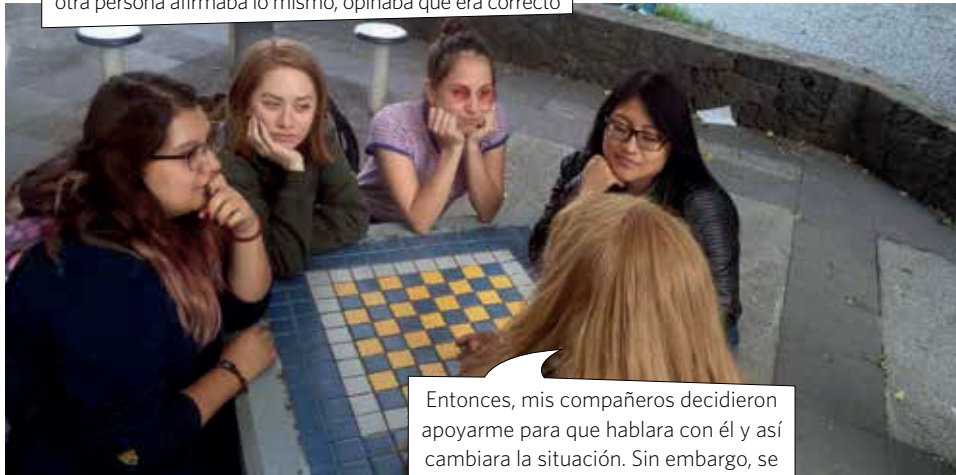 otra persona afirmaba lo mismo, opinaba que era correcto
Entonces, mis compañeros decidieron
apoyarme para que hablara con él y así
cambiara la situación. Sin embargo, se